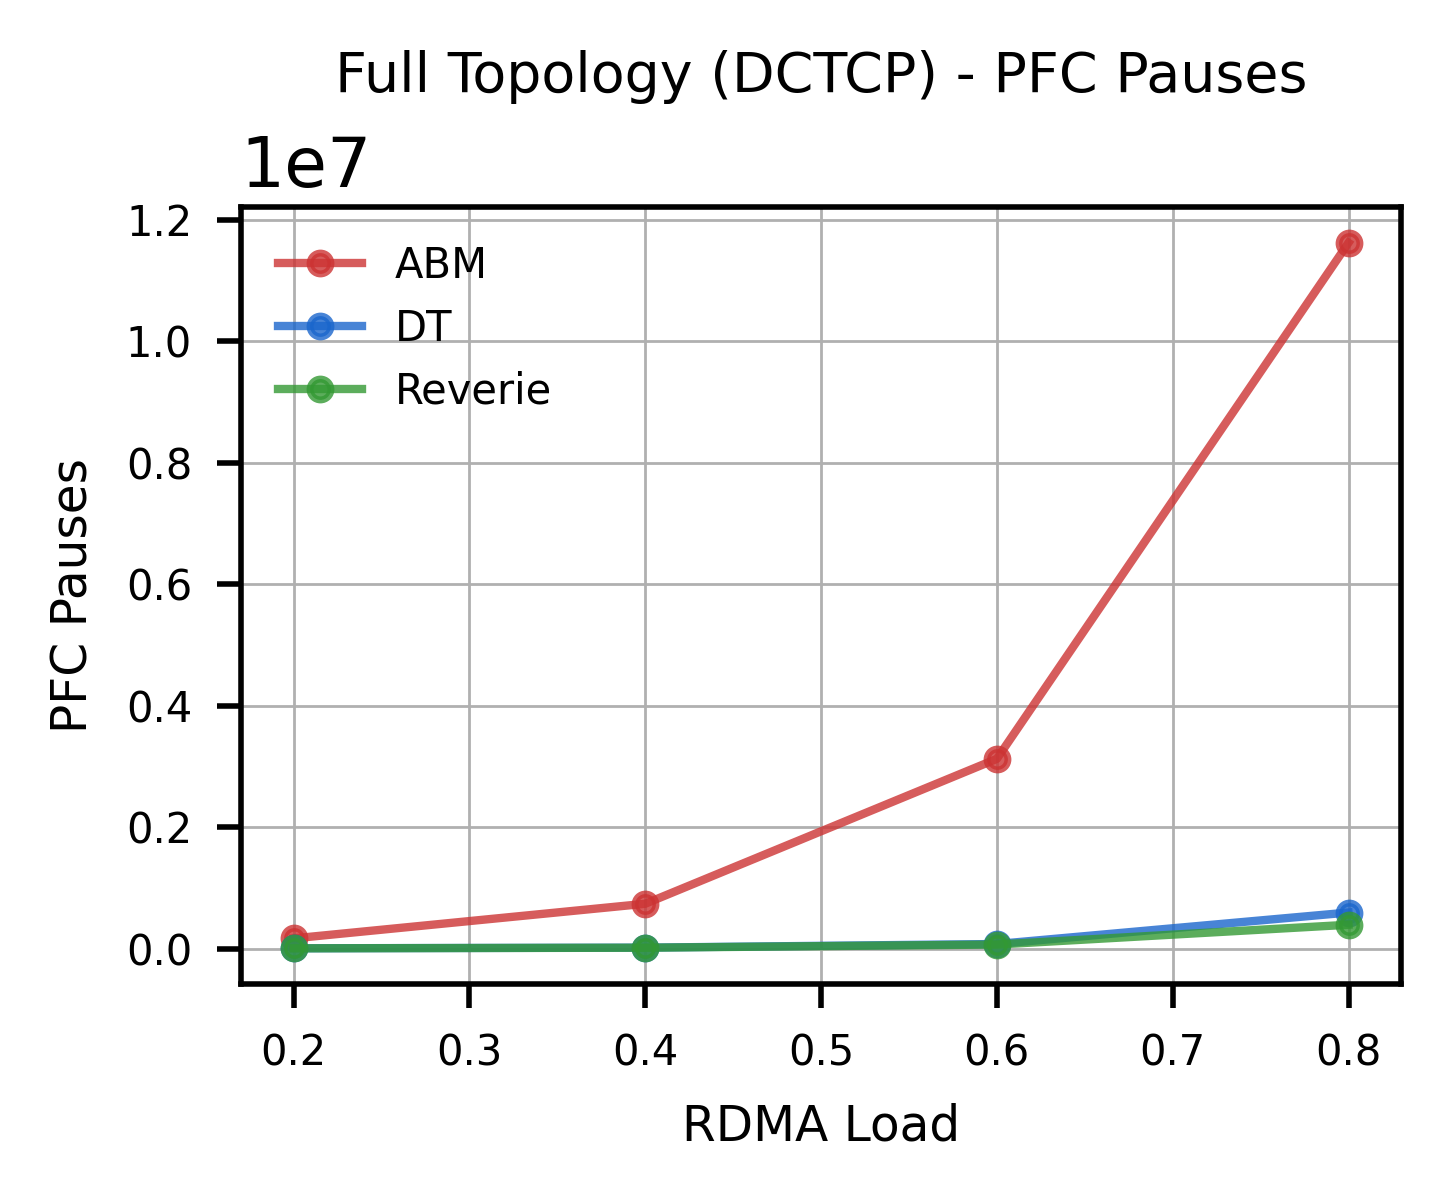 Full Topology (DCTCP) - PFC Pauses
1e7
1.2
1.0
0.8
0.6
0.4
0.2
0.0
PFC Pauses
ABM
DT
Reverie
0.2 0.3 0.4 0.5 0.6 0.7 0.8
RDMA Load